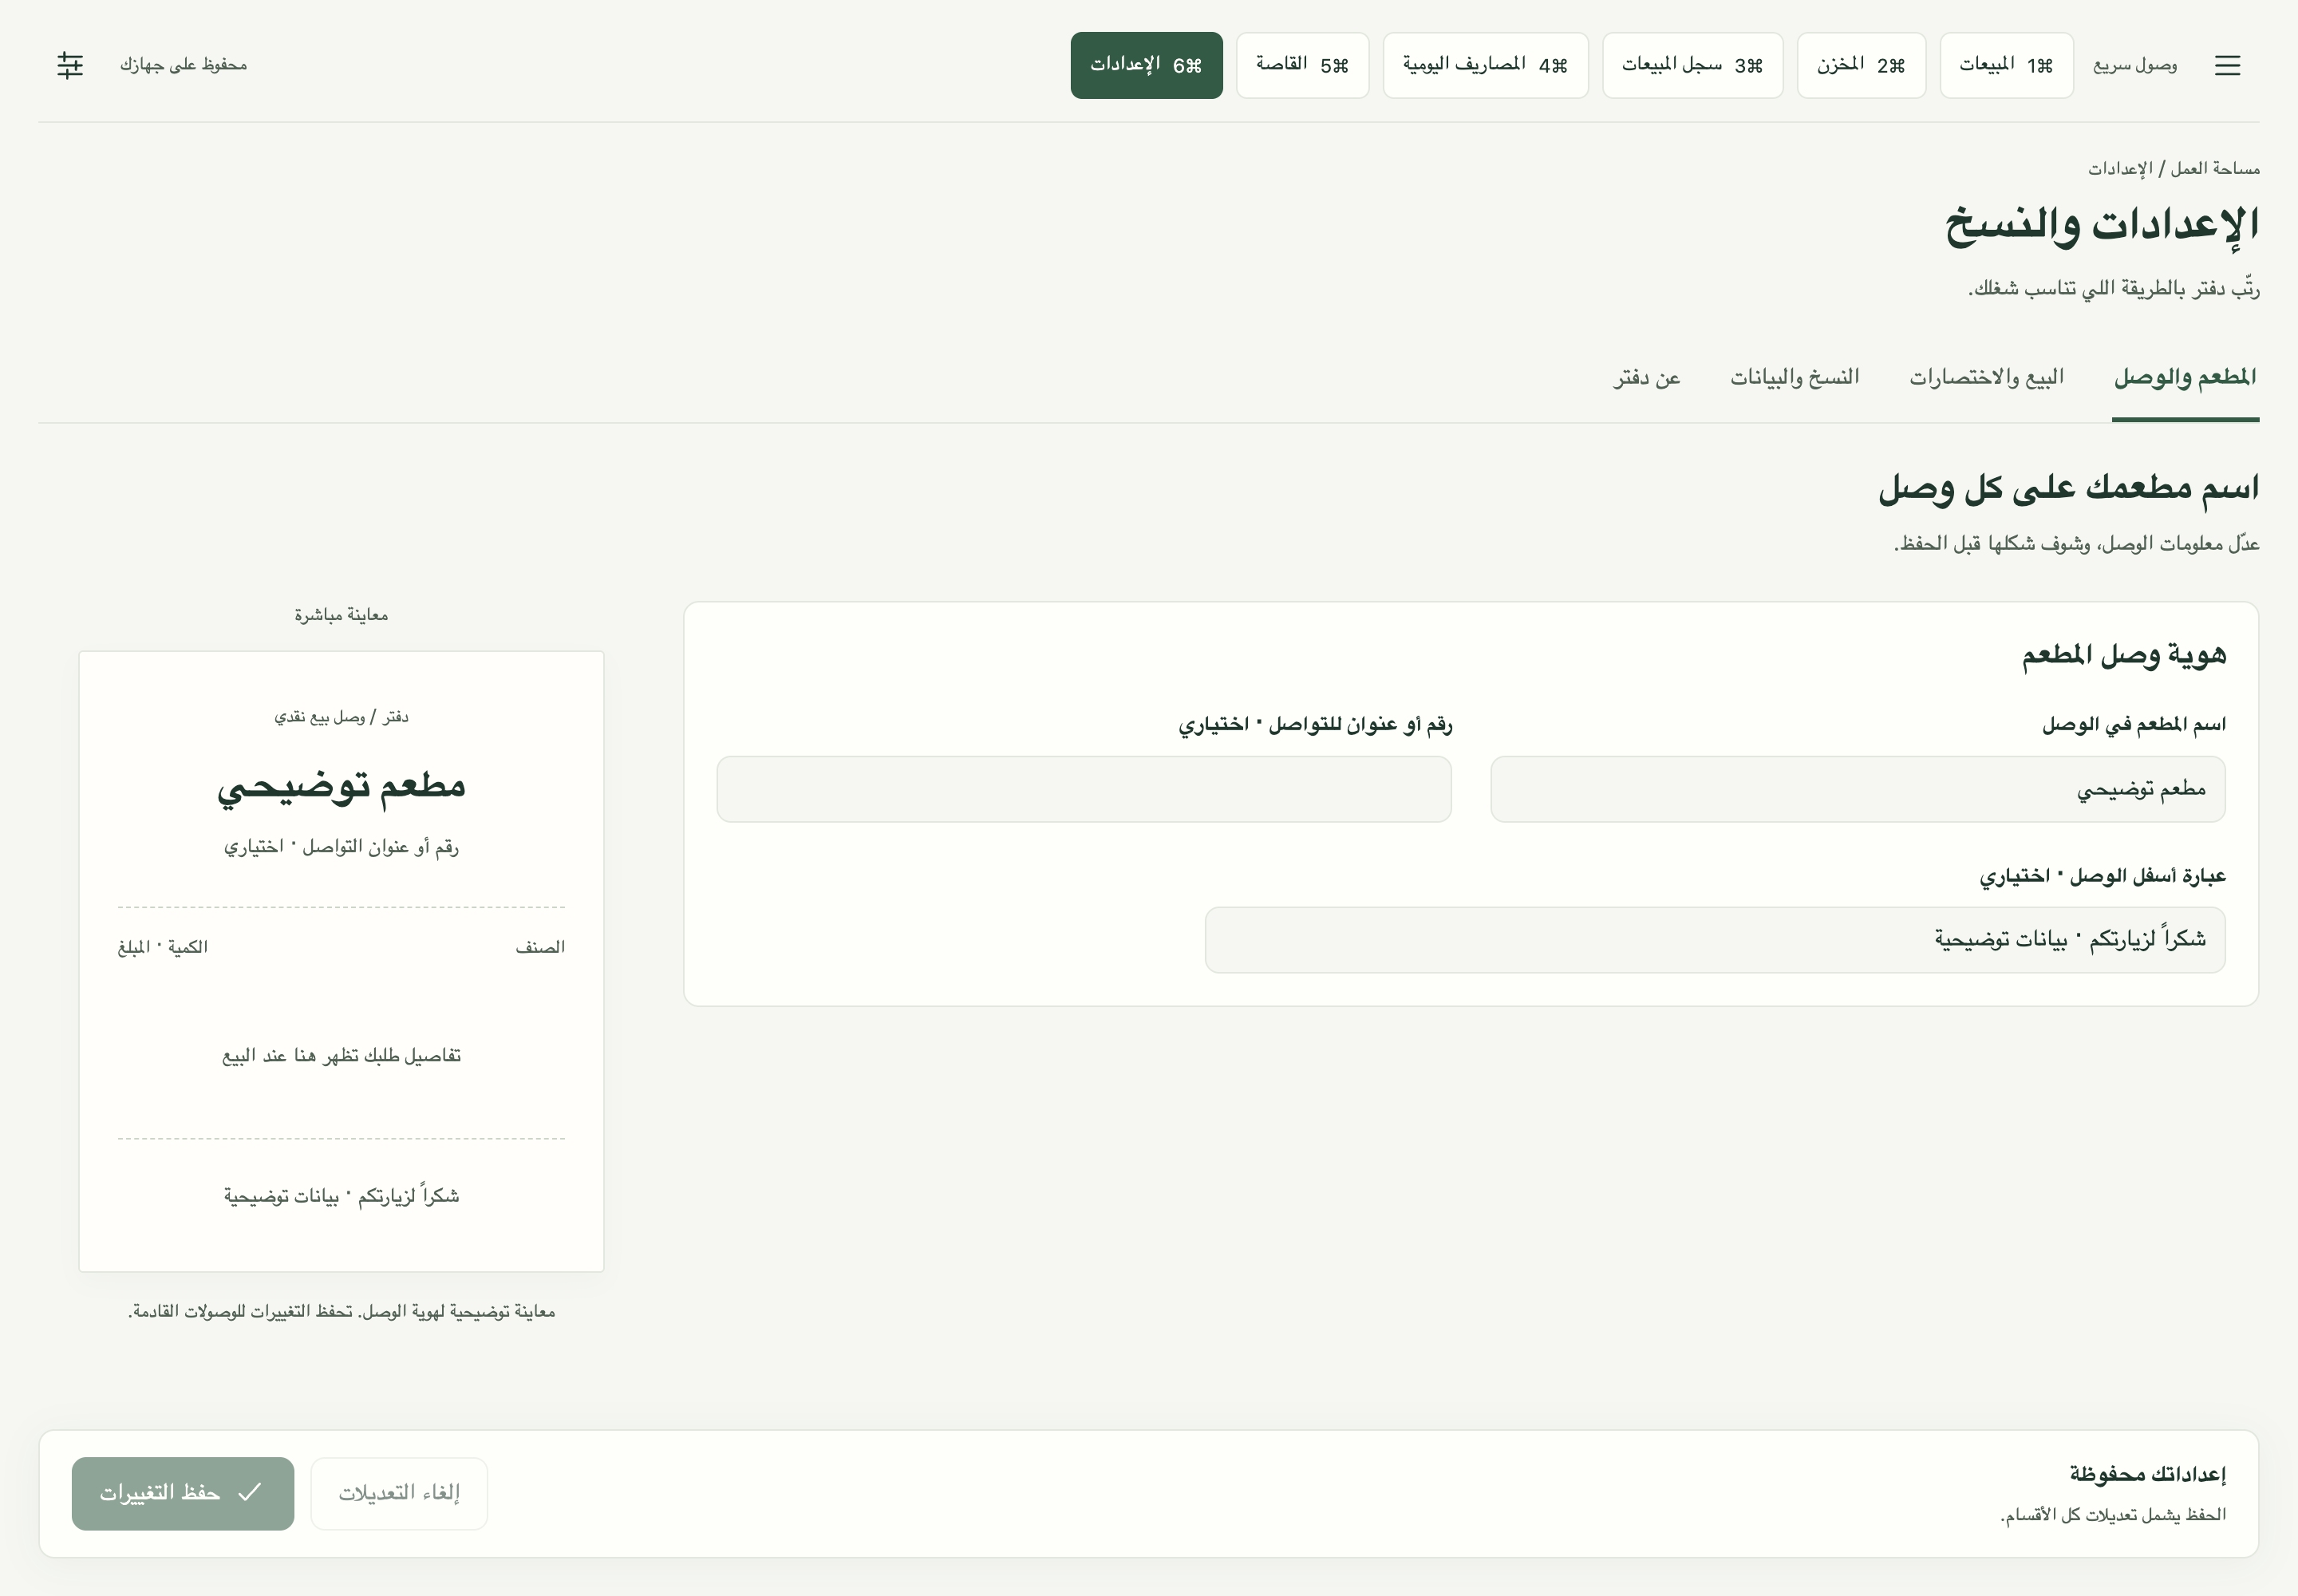 وصول سريع
⌘1 المبيعات
⌘2 المخزن
⌘3 سجل المبيعات
⌘4 المصاريف اليومية
⌘5 القاصة
⌘6 الإعدادات
محفوظ على جهازك
مساحة العمل / الإعدادات
الإعدادات والنسخ
رتّب دفتر بالطريقة اللي تناسب شغلك.
المطعم والوصل
البيع والاختصارات
النسخ والبيانات
عن دفتر
اسم مطعمك على كل وصل
عدّل معلومات الوصل، وشوف شكلها قبل الحفظ.
هوية وصل المطعم
اسم المطعم في الوصل
مطعم توضيحي
رقم أو عنوان للتواصل · اختياري
عبارة أسفل الوصل · اختياري
شكراً لزيارتكم · بيانات توضيحية
معاينة مباشرة
دفتر / وصل بيع نقدي
مطعم توضيحي
رقم أو عنوان التواصل · اختياري
الصنف
الكمية · المبلغ
تفاصيل طلبك تظهر هنا عند البيع
شكراً لزيارتكم · بيانات توضيحية
معاينة توضيحية لهوية الوصل. تحفظ التغييرات للوصولات القادمة.
إعداداتك محفوظة
الحفظ يشمل تعديلات كل الأقسام.
إلغاء التعديلات
حفظ التغييرات